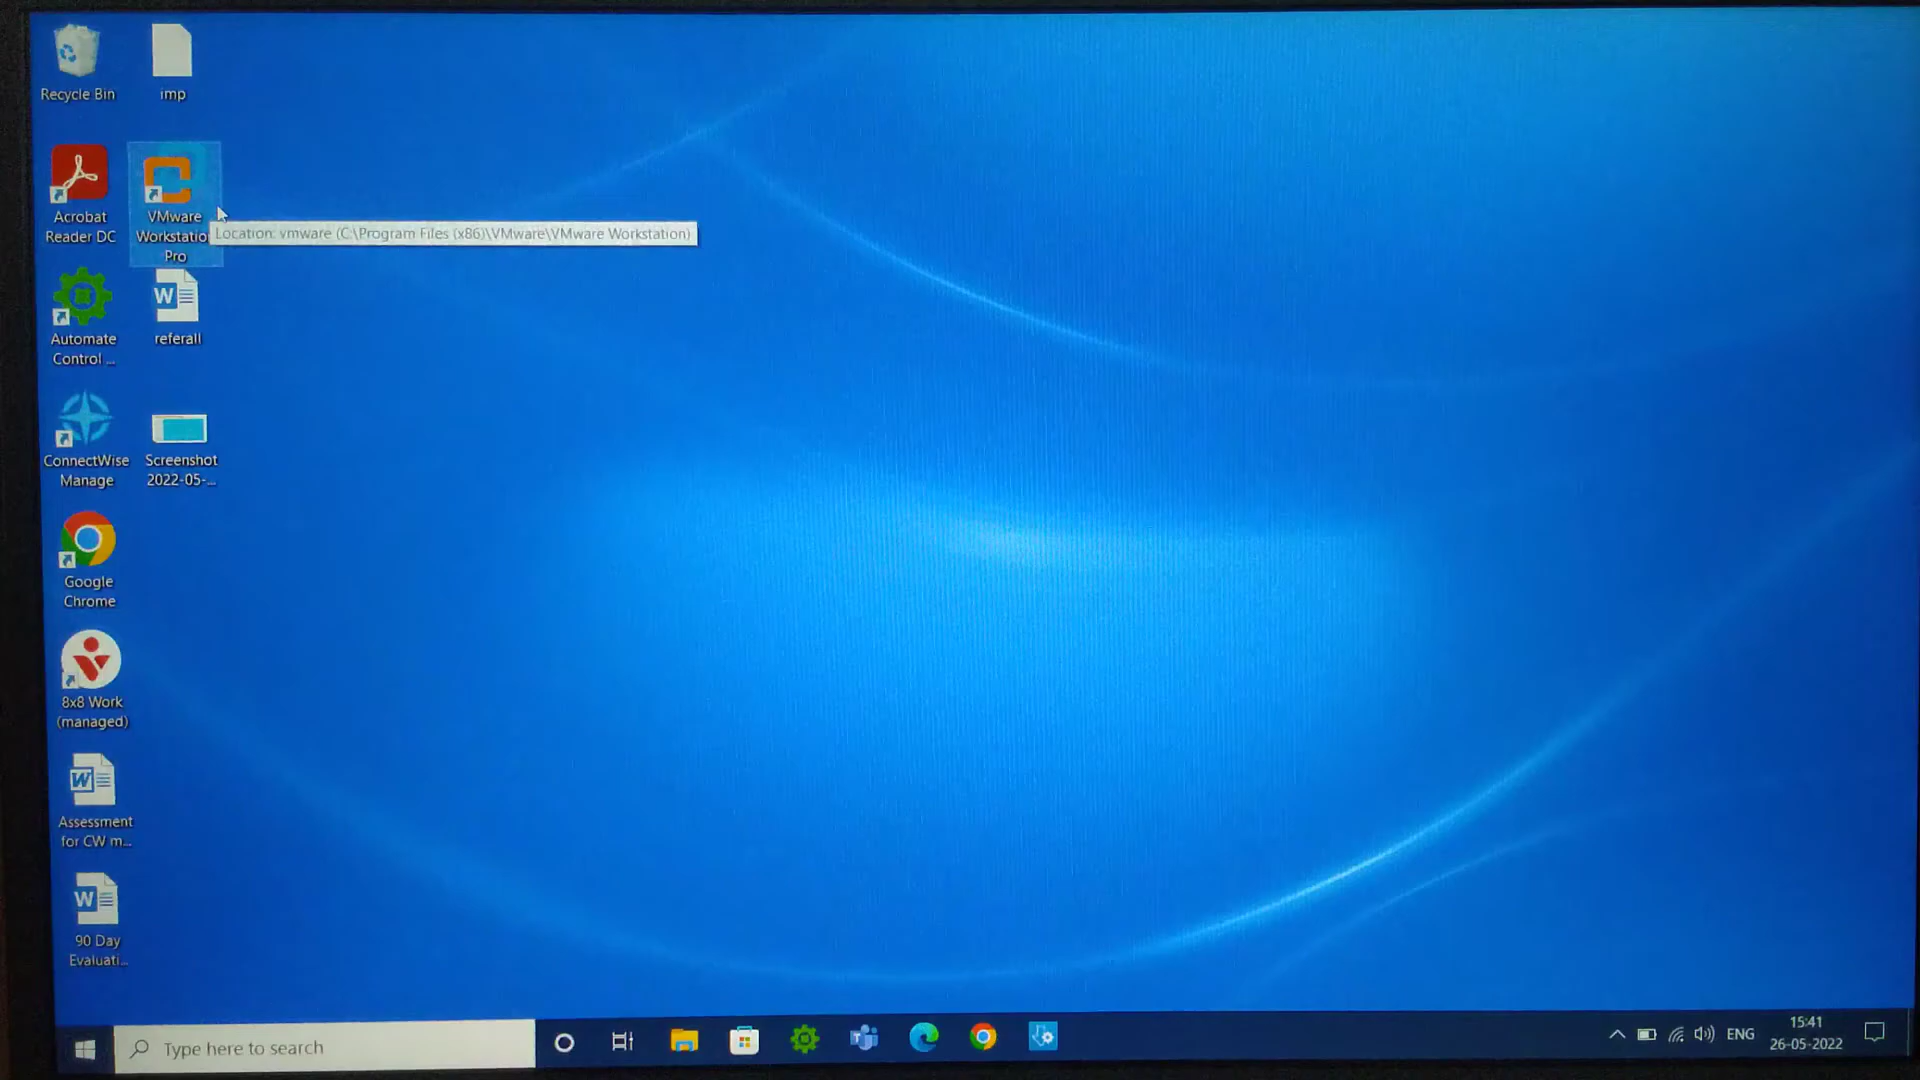 Recycle Bin
imp
Acrobat
Reader DC
VMware
Workstatio
Pro
Location: vmware (C:\Program Files (x86)\VMware\VMware Workstation)
Automate
Control ...
referall
ConnectWise
Manage
Screenshot
2022-05-...
Google
Chrome
8x8 Work
(managed)
Assessment
for CW m...
90 Day
Evaluati...
Type here to search
ENG
15:41
26-05-2022